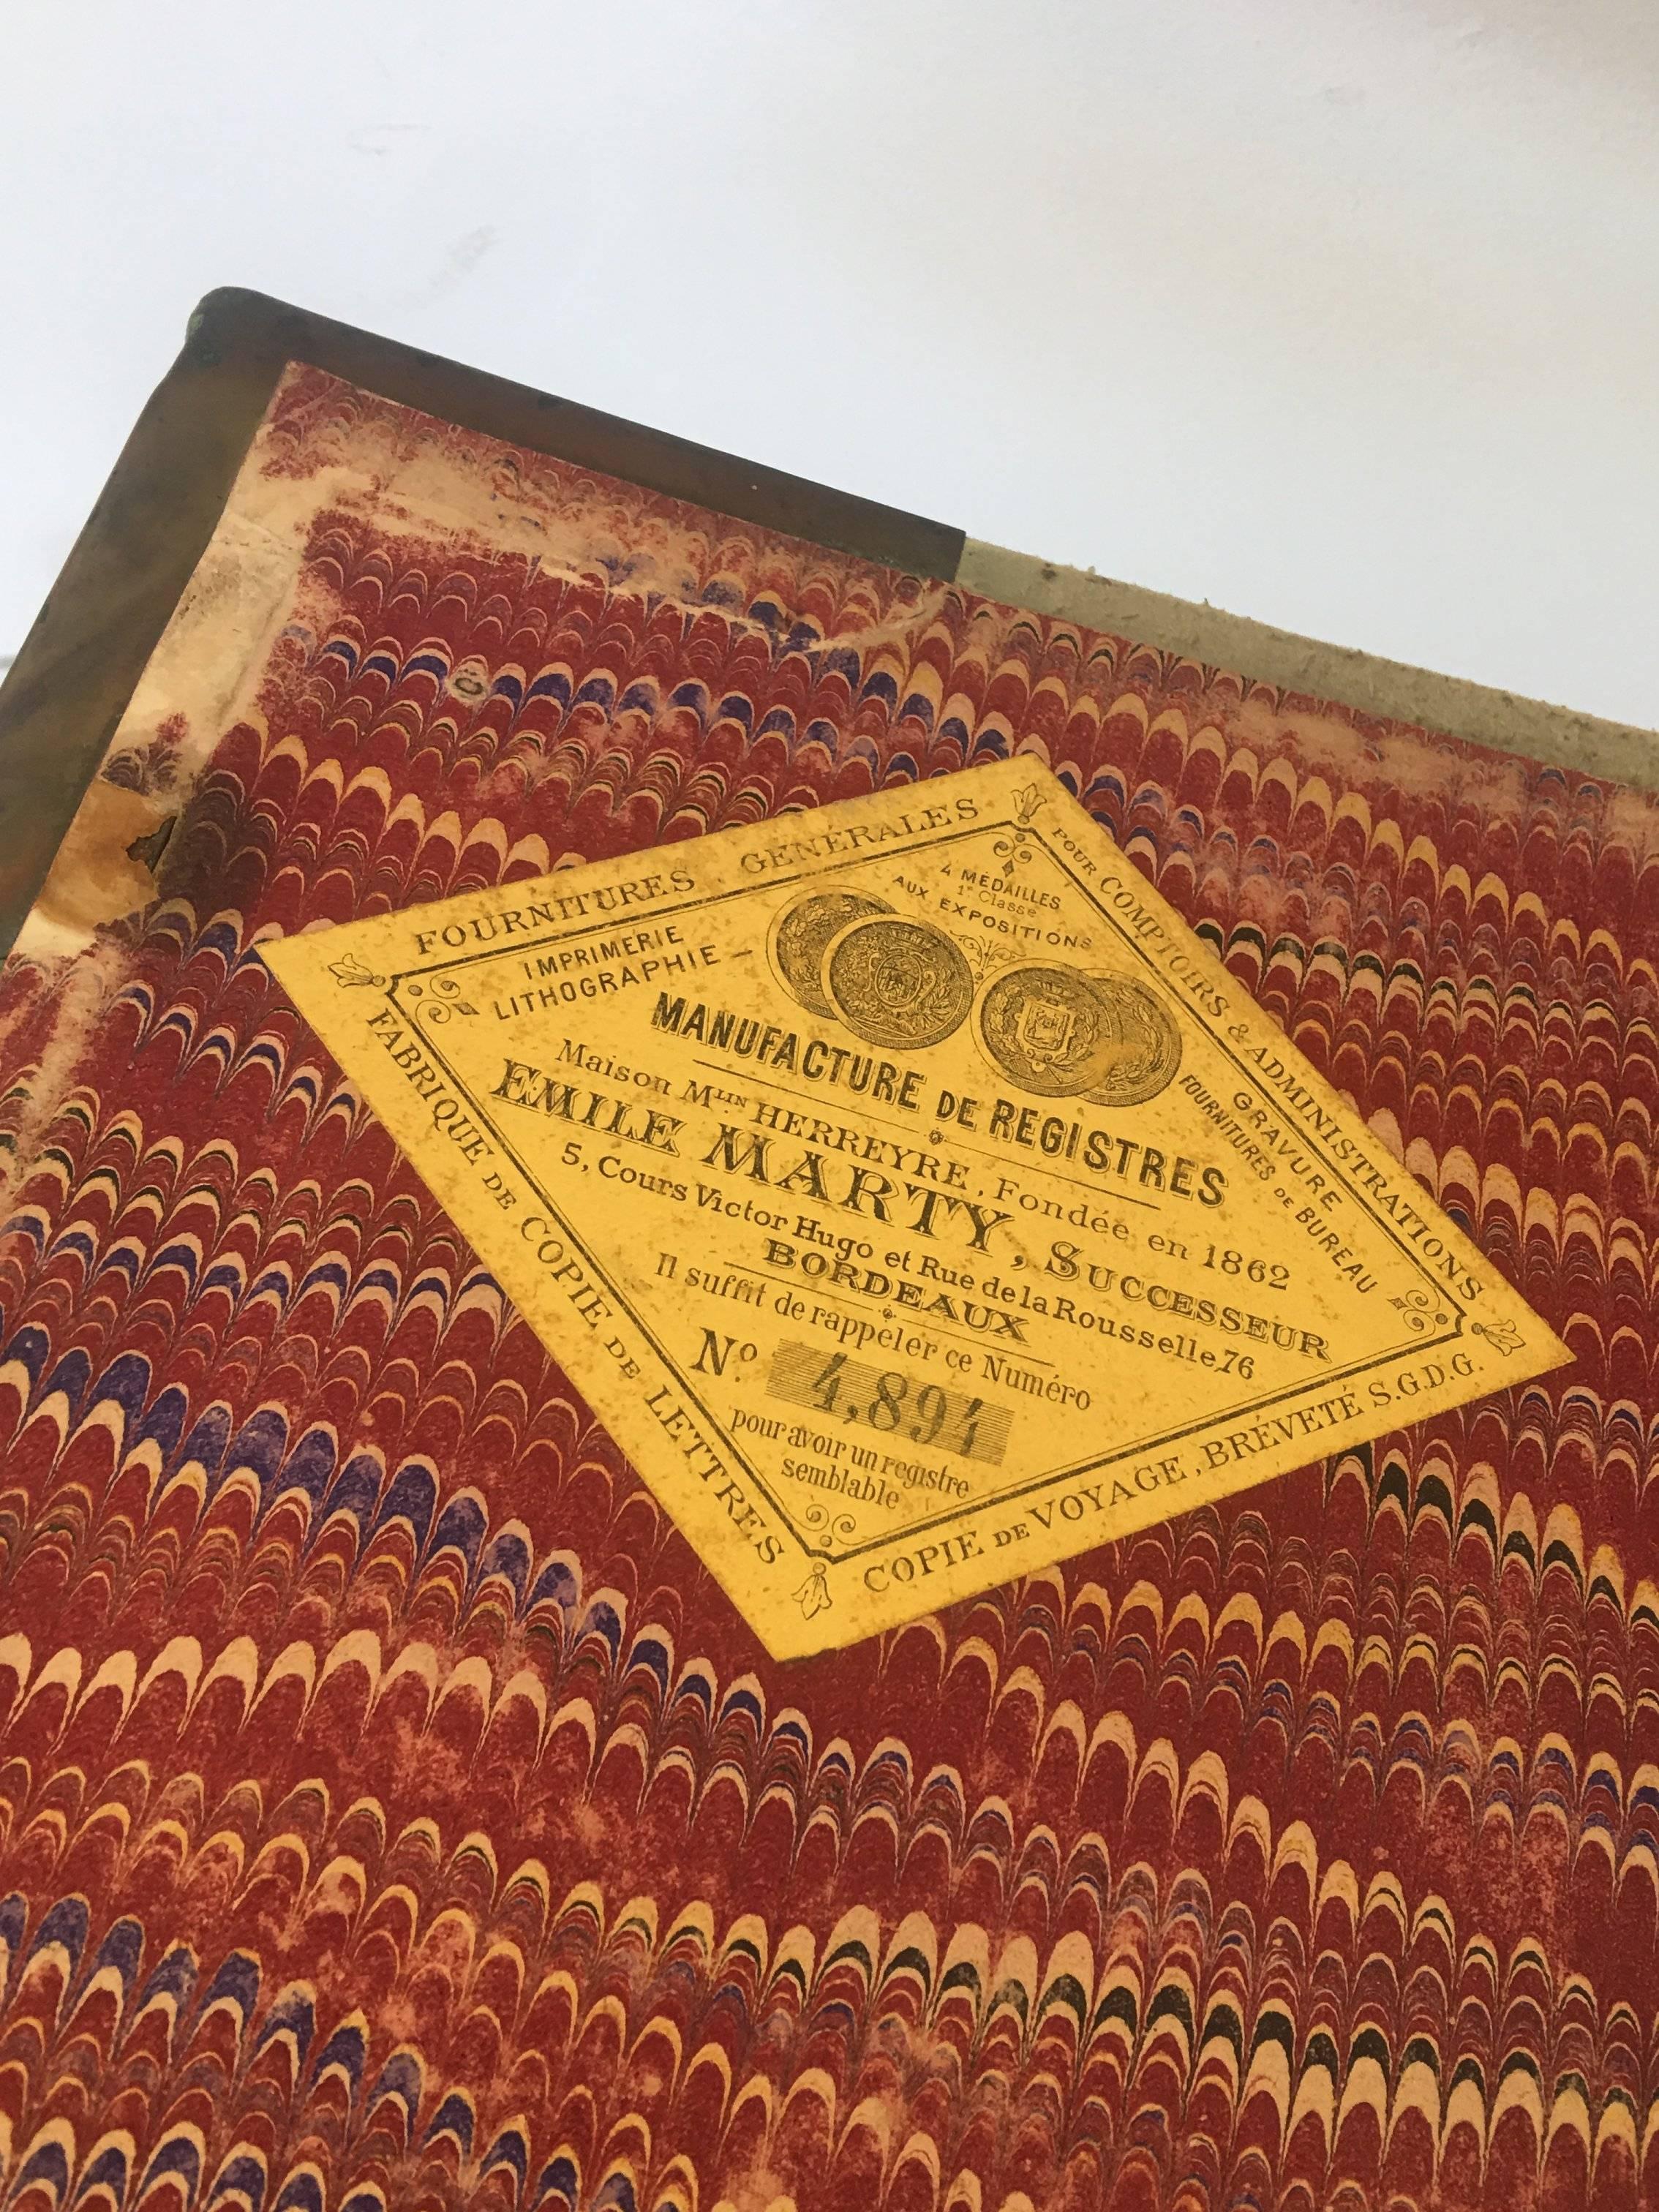 FOURNITURES GÉNÉRALES
POUR COMPTOIRS & ADMINISTRATIONS
IMPRIMERIE
LITHOGRAPHIE
4 MÉDAILLES
1re Classe
AUX EXPOSITIONS
GRAVURE
FOURNITURES DE BUREAU
MANUFACTURE DE REGISTRES
Maison MLIN HERREYRE, Fondée en 1862
EMILE MARTY, SUCCESSEUR
5, Cours Victor Hugo et Rue de la Rousselle, 76
BORDEAUX
Il suffit de rappeler ce Numéro
No. 4,894
pour avoir un registre
semblable
FABRIQUE DE COPIE DE LETTRES
COPIE DE VOYAGE, BRÉVETÉ S.G.D.G.